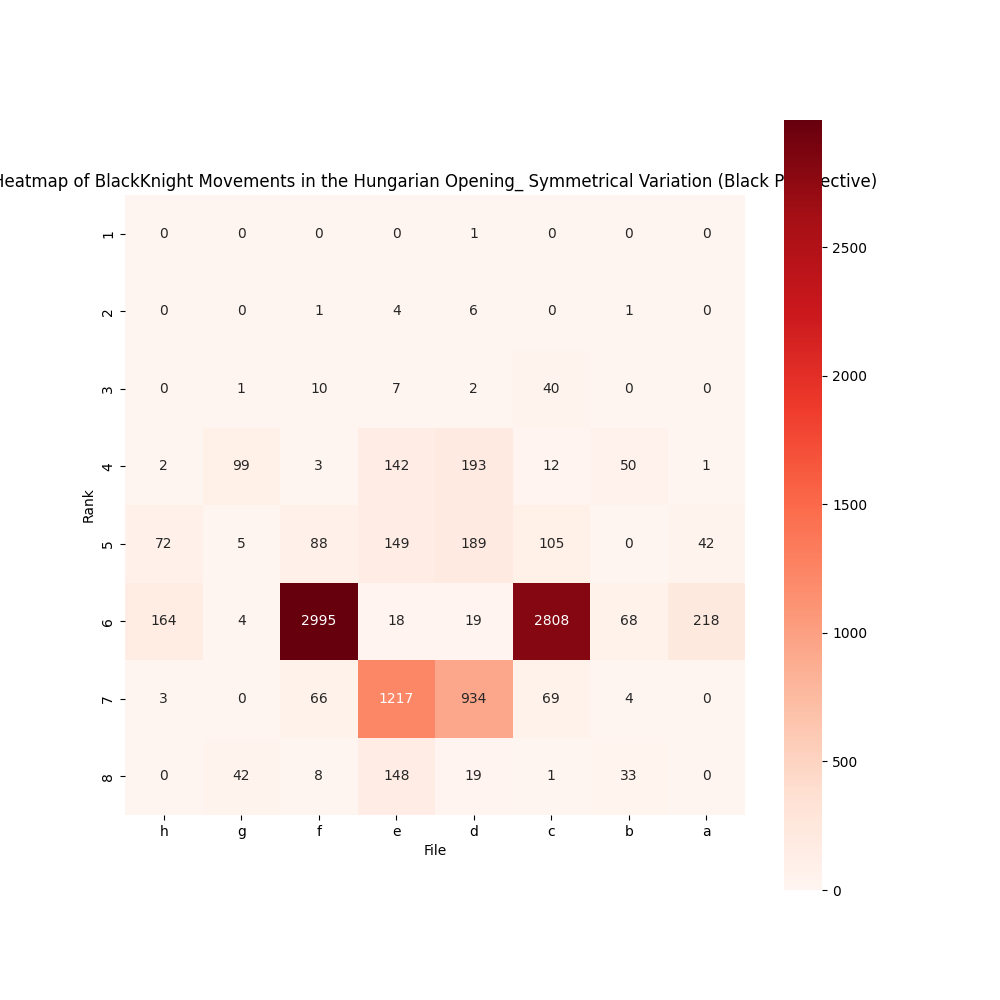 Heatmap of BlackKnight Movements in the Hungarian Opening_ Symmetrical Variation (Black P ective)
1 0 0 0 0 1 0 0 0
2 0 0 1 4 6 0 1 0
3 0 1 10 7 2 40 0 0
4 2 99 3 142 193 12 50 1
5 72 5 88 149 189 105 0 42
6 164 4 2995 18 19 2808 68 218
7 3 0 66 1217 934 69 4 0
8 0 42 8 148 19 1 33 0
h g f e d c b a
File
Rank
2500
2000
1500
1000
500
0